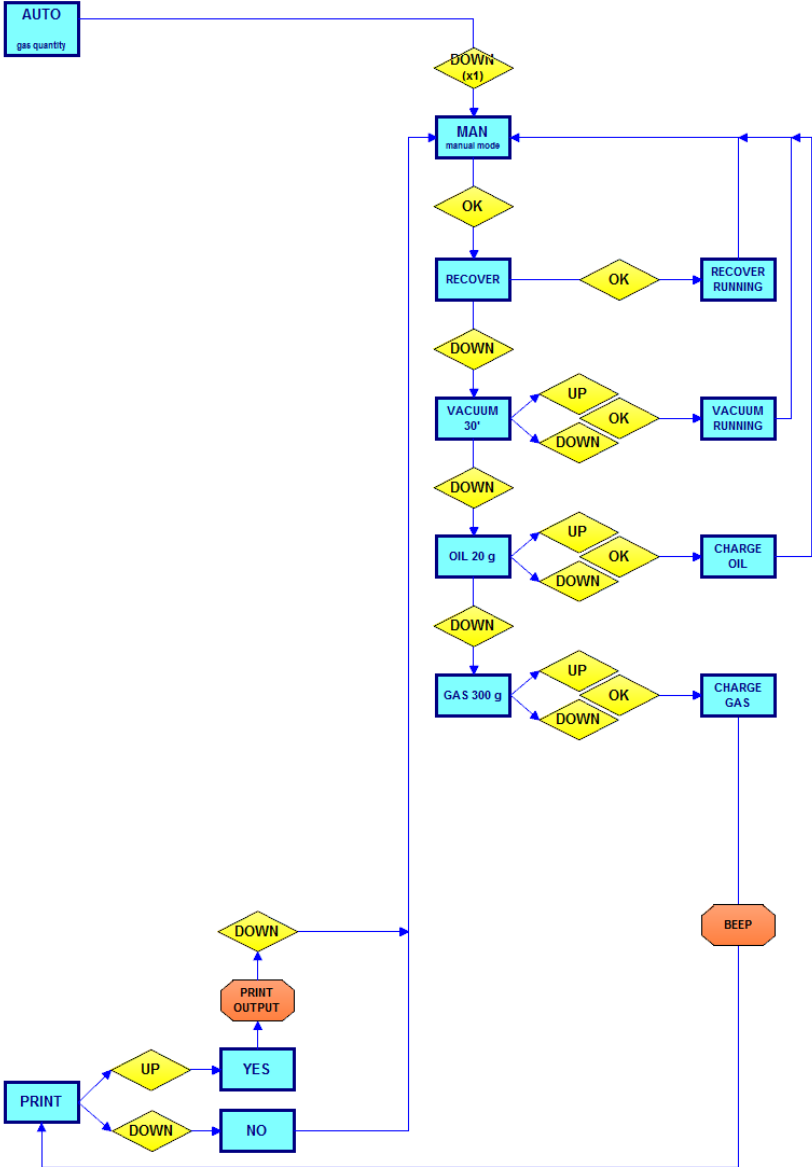 AUTO
gas quantity
DOWN
(x1)
MAN
manual mode
OK
RECOVER
OK
RECOVER
RUNNING
DOWN
VACUUM
30'
UP
OK
DOWN
VACUUM
RUNNING
DOWN
OIL 20 g
UP
OK
DOWN
CHARGE
OIL
DOWN
GAS 300 g
UP
OK
DOWN
CHARGE
GAS
BEEP
DOWN
PRINT
OUTPUT
UP
YES
PRINT
DOWN
NO